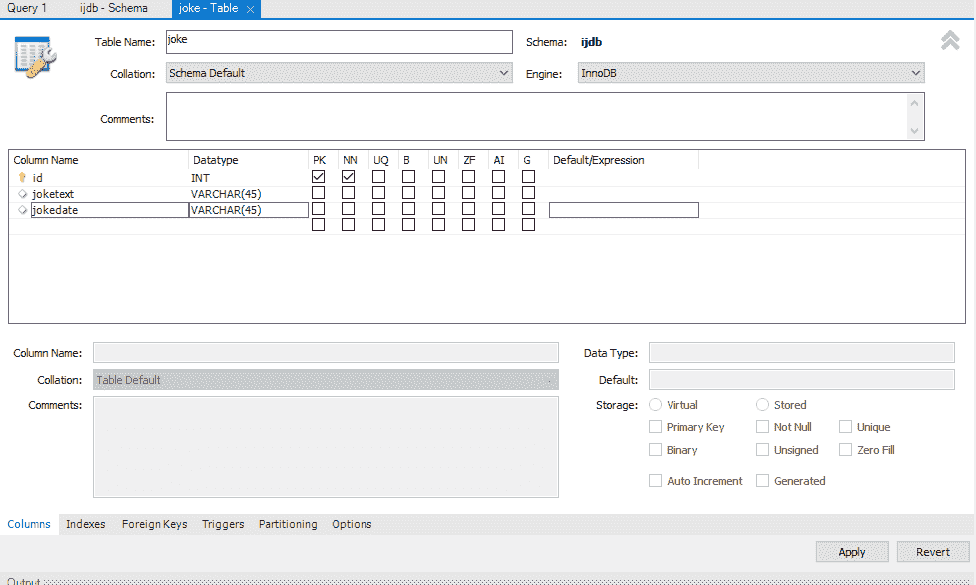 Query 1 ijdb - Schema joke - Table
Table Name: joke Schema: ijdb
Collation: Schema Default Engine: InnoDB
Comments:
Column Name Datatype PK NN UQ B UN ZF AI G Default/Expression
id INT
joketext VARCHAR(45)
jokedate VARCHAR(45)
Column Name: Data Type:
Collation: Table Default Default:
Comments: Storage: Virtual Stored
Primary Key Not Null Unique
Binary Unsigned Zero Fill
Auto Increment Generated
Columns Indexes Foreign Keys Triggers Partitioning Options
Apply Revert
Output